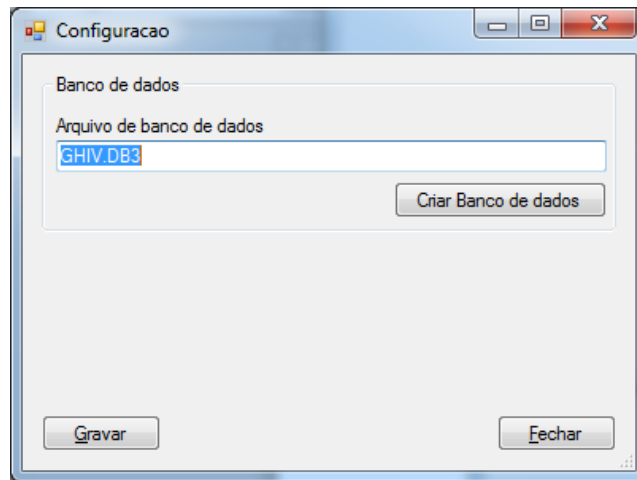 Configuracao
Banco de dados
Arquivo de banco de dados
GHIV.DB3
Criar Banco de dados
Gravar
Fechar